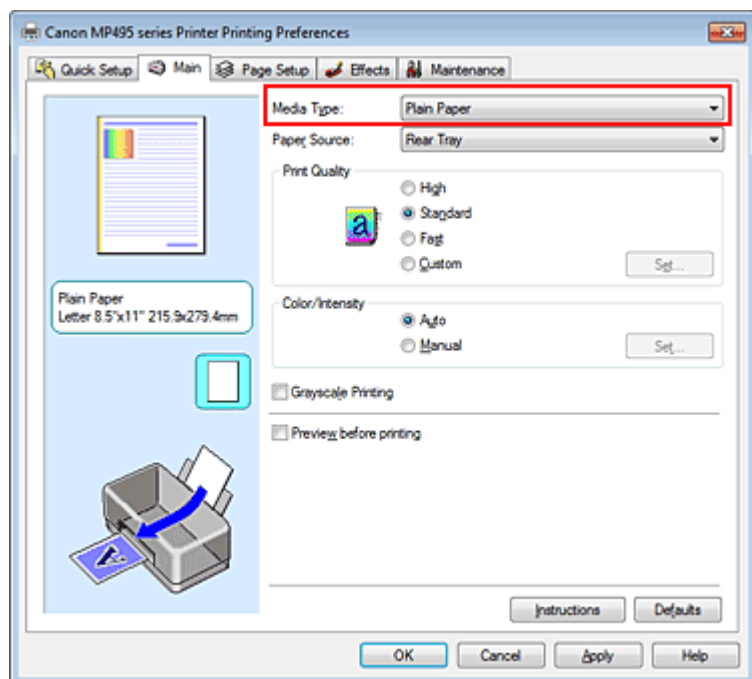 Canon MP495 series Printer Printing Preferences
Quick Setup Main Page Setup Effects Maintenance
Media Type: Plain Paper
Paper Source: Rear Tray
Print Quality
High
a Standard
Fast
Custom Set...
Plain Paper
Letter 8.5"x11" 215.9x279.4mm
Color/Intensity
Auto
Manual Set...
Grayscale Printing
Preview before printing
A
Instructions Defaults
OK Cancel Apply Help